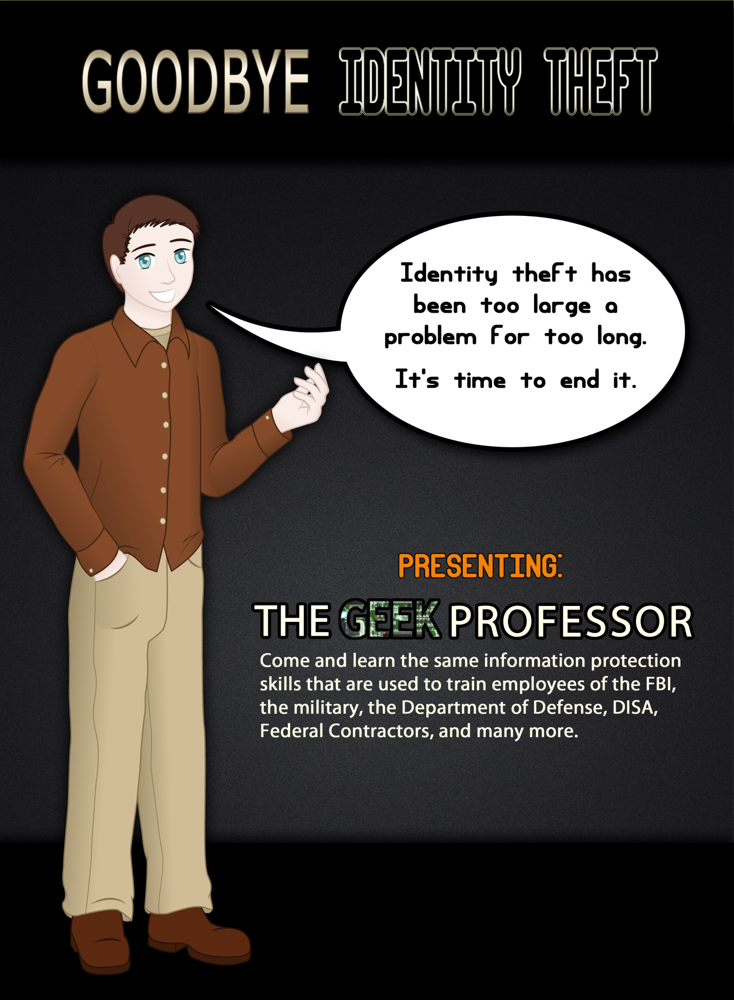 GOODBYE IDENTITY THEFT
Identity theft has
been too large a
problem for too long.
It's time to end it.
PRESENTING:
THE GEEK PROFESSOR
Come and learn the same information protection
skills that are used to train employees of the FBI,
the military, the Department of Defense, DISA,
Federal Contractors, and many more.